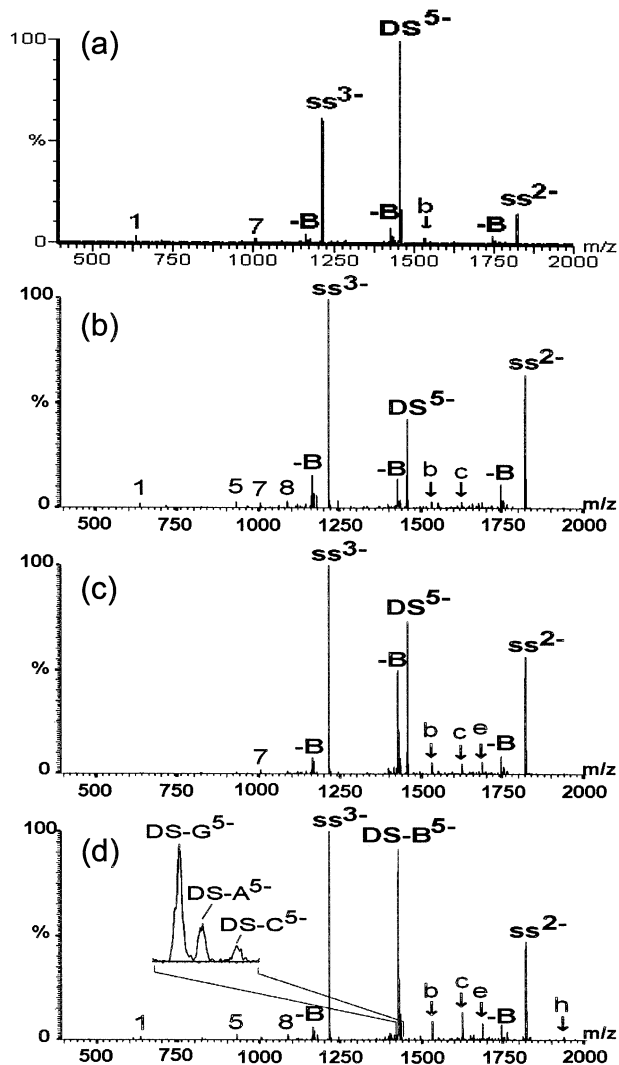 (a)
100
%
0
DS5-
ss3-
ss2-
1
7
-B
-B
b
-B
500 750 1000 1250 1500 1750 2000 m/z
(b)
100
%
0
ss3-
DS5-
ss2-
1
5
7
8
-B
-B
b
c
-B
500 750 1000 1250 1500 1750 2000 m/z
(c)
100
%
0
ss3-
DS5-
ss2-
7
-B
-B
b
c
e
-B
500 750 1000 1250 1500 1750 2000 m/z
(d)
100
%
0
DS-G5-
DS-A5-
DS-C5-
ss3-
DS-B5-
ss2-
1
5
8
-B
b
c
e
-B
h
500 750 1000 1250 1500 1750 2000 m/z